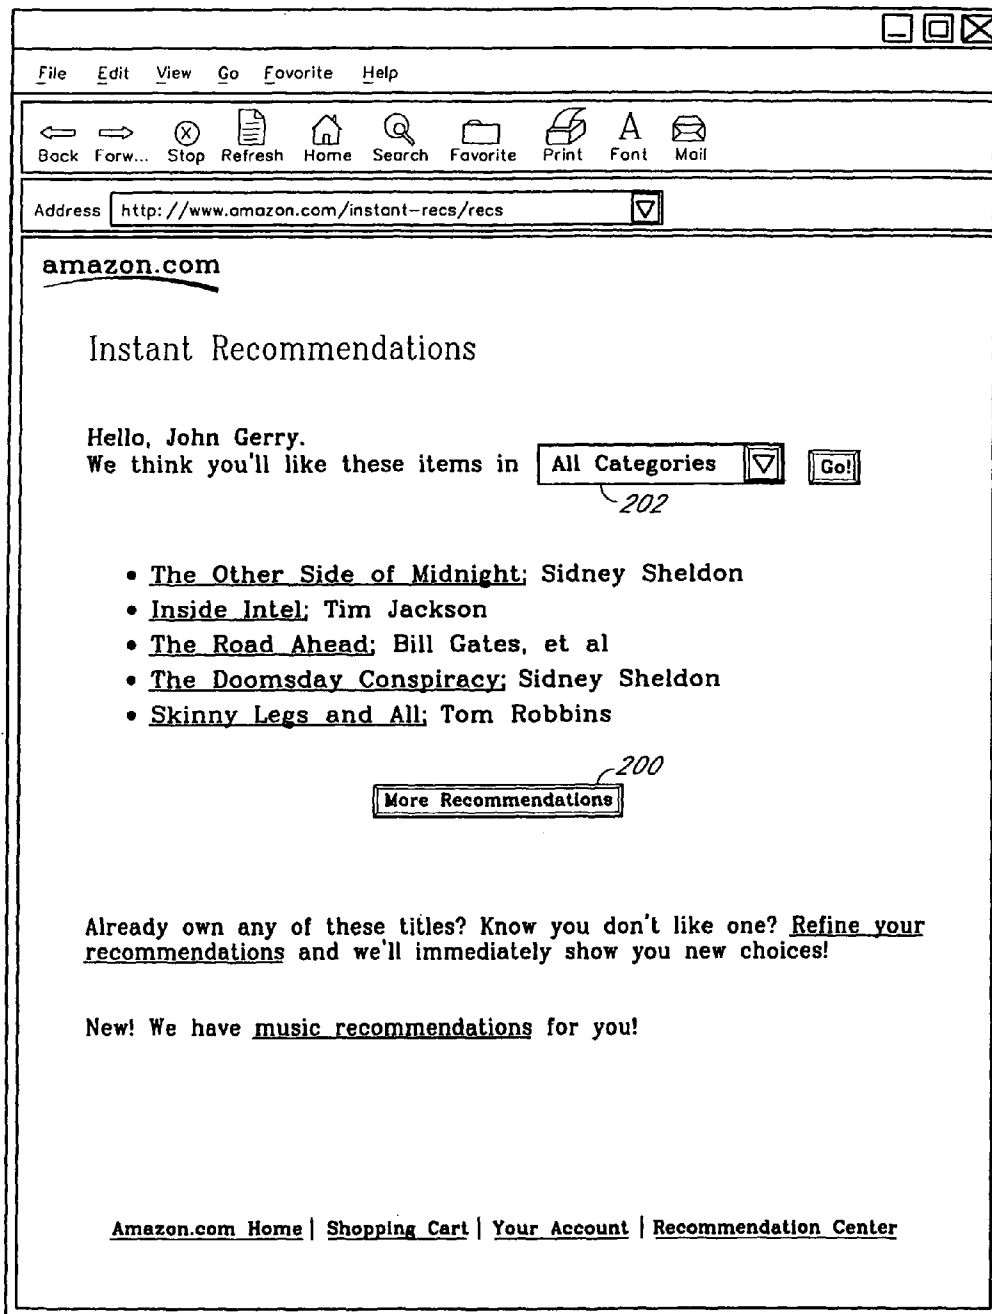 File Edit View Go Favorite Help
Back Forw... Stop Refresh Home Search Favorite Print Font Mail
A
Address http://www.amazon.com/instant-recs/recs
amazon.com
Instant Recommendations
Hello, John Gerry.
We think you'll like these items in All Categories Go!
202
• The Other Side of Midnight; Sidney Sheldon
• Inside Intel; Tim Jackson
• The Road Ahead; Bill Gates, et al
• The Doomsday Conspiracy; Sidney Sheldon
• Skinny Legs and All; Tom Robbins
200
More Recommendations
Already own any of these titles? Know you don't like one? Refine your
recommendations and we'll immediately show you new choices!
New! We have music recommendations for you!
Amazon.com Home | Shopping Cart | Your Account | Recommendation Center